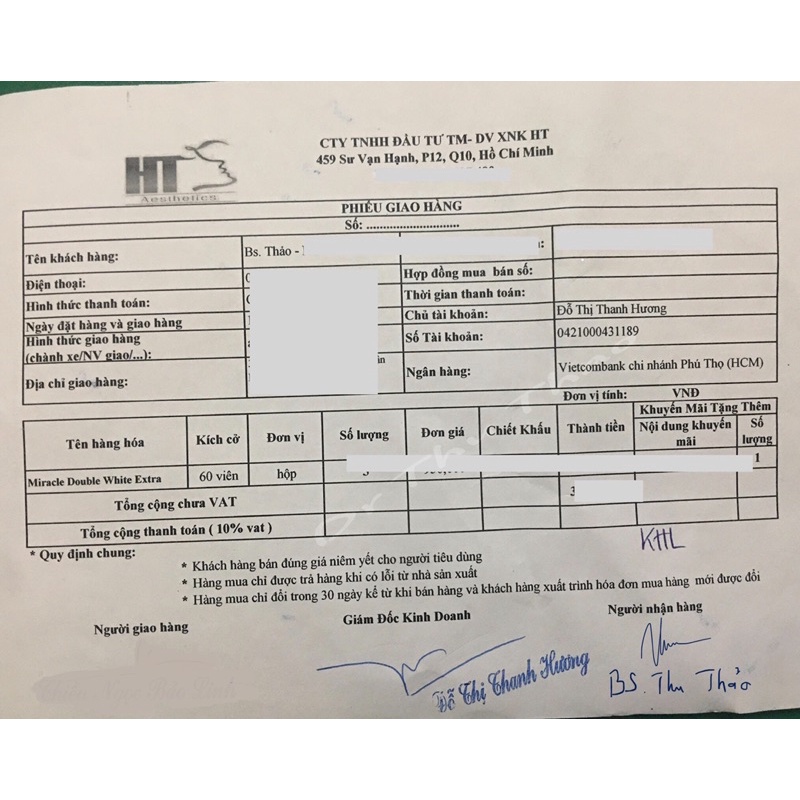 HT
Aesthetics
CTY TNHH ĐẦU TƯ TM- DV XNK HT
459 Sư Vạn Hạnh, P12, Q10, Hồ Chí Minh
PHIẾU GIAO HÀNG
Số: ............................
Tên khách hàng: Bs. Thảo -
Điện thoại: Hợp đồng mua bán số:
Hình thức thanh toán: Thời gian thanh toán:
Ngày đặt hàng và giao hàng Chủ tài khoản: Đỗ Thị Thanh Hương
Hình thức giao hàng
(chành xe/NV giao/...): Số Tài khoản: 0421000431189
Địa chỉ giao hàng: Ngân hàng: Vietcombank chi nhánh Phú Thọ (HCM)
Đơn vị tính: VNĐ
Tên hàng hóa Kích cỡ Đơn vị Số lượng Đơn giá Chiết Khấu Thành tiền Khuyến Mãi Tặng Thêm
Nội dung khuyến mãi Số lượng
Miracle Double White Extra 60 viên hộp 1
Tổng cộng chưa VAT
Tổng cộng thanh toán ( 10% vat )
KHL
* Quy định chung:
* Khách hàng bán đúng giá niêm yết cho người tiêu dùng
* Hàng mua chỉ được trả hàng khi có lỗi từ nhà sản xuất
* Hàng mua chỉ đổi trong 30 ngày kể từ khi bán hàng và khách hàng xuất trình hóa đơn mua hàng mới được đổi
Người giao hàng Giám Đốc Kinh Doanh Người nhận hàng
Đỗ Thị Thanh Hương
BS. Thu Thảo